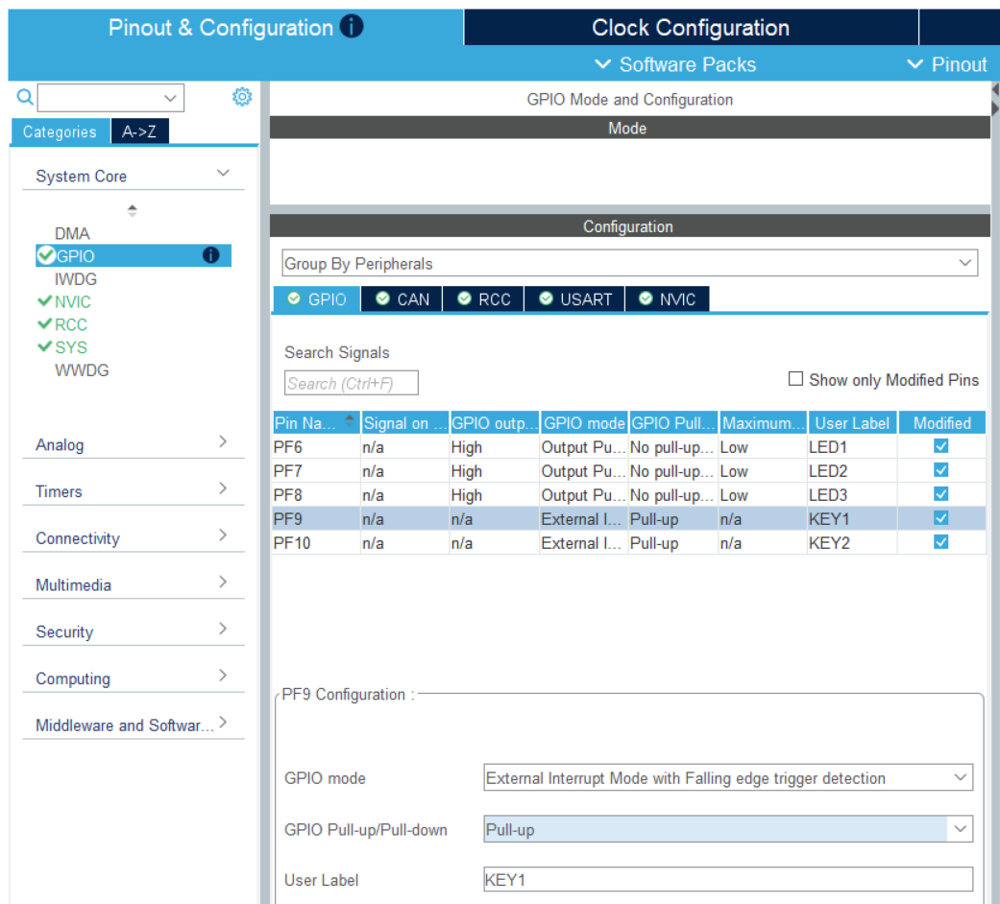 Pinout & Configuration i
Clock Configuration
Software Packs
Pinout
Categories
A->Z
System Core
DMA
GPIO i
IWDG
NVIC
RCC
SYS
WWDG
Analog
Timers
Connectivity
Multimedia
Security
Computing
Middleware and Softwar...
GPIO Mode and Configuration
Mode
Configuration
Group By Peripherals
GPIO CAN RCC USART NVIC
Search Signals
Search (Ctrl+F)
Show only Modified Pins
Pin Na... Signal on ... GPIO outp... GPIO mode GPIO Pull... Maximum... User Label Modified
PF6 n/a High Output Pu... No pull-up... Low LED1
PF7 n/a High Output Pu... No pull-up... Low LED2
PF8 n/a High Output Pu... No pull-up... Low LED3
PF9 n/a n/a External I... Pull-up n/a KEY1
PF10 n/a n/a External I... Pull-up n/a KEY2
PF9 Configuration :
GPIO mode External Interrupt Mode with Falling edge trigger detection
GPIO Pull-up/Pull-down Pull-up
User Label KEY1